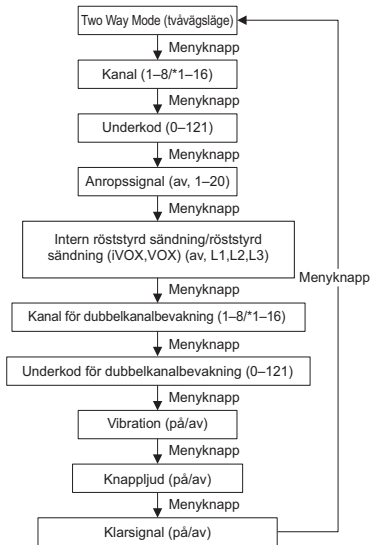 Two Way Mode (tvåvägsläge)
Menyknapp
Kanal (1–8/*1–16)
Menyknapp
Underkod (0–121)
Menyknapp
Anropssignal (av, 1–20)
Menyknapp
Intern röststyrd sändning/röststyrd
sändning (iVOX,VOX) (av, L1,L2,L3)
Menyknapp
Menyknapp
Kanal för dubbelkanalbevakning (1–8/*1–16)
Menyknapp
Underkod för dubbelkanalbevakning (0–121)
Menyknapp
Vibration (på/av)
Menyknapp
Knappljud (på/av)
Menyknapp
Klarsignal (på/av)